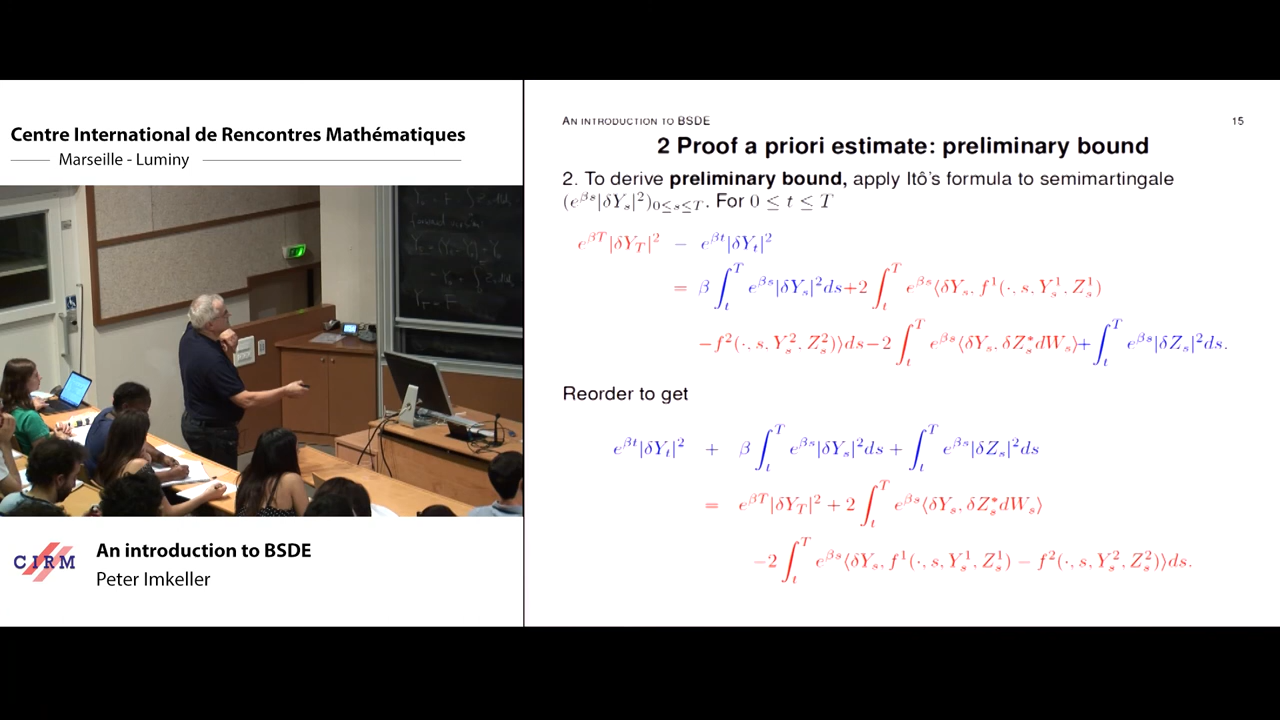 Centre International de Rencontres Mathématiques
Marseille - Luminy
CIRM
An introduction to BSDE
Peter Imkeller
AN INTRODUCTION TO BSDE 15
2 Proof a priori estimate: preliminary bound
2. To derive preliminary bound, apply Itô's formula to semimartingale
(e^{βs}|δY_s|^2)_{0≤s≤T}. For 0 ≤ t ≤ T
e^{βT}|δY_T|^2 − e^{βt}|δY_t|^2
= β ∫_t^T e^{βs}|δY_s|^2 ds+2 ∫_t^T e^{βs}⟨δY_s, f^1(·, s, Y_s^1, Z_s^1)
−f^2(·, s, Y_s^2, Z_s^2)⟩ds−2 ∫_t^T e^{βs}⟨δY_s, δZ_s^* dW_s⟩+ ∫_t^T e^{βs}|δZ_s|^2 ds.
Reorder to get
e^{βt}|δY_t|^2 + β ∫_t^T e^{βs}|δY_s|^2 ds + ∫_t^T e^{βs}|δZ_s|^2 ds
= e^{βT}|δY_T|^2 + 2 ∫_t^T e^{βs}⟨δY_s, δZ_s^* dW_s⟩
−2 ∫_t^T e^{βs}⟨δY_s, f^1(·, s, Y_s^1, Z_s^1) − f^2(·, s, Y_s^2, Z_s^2)⟩ds.